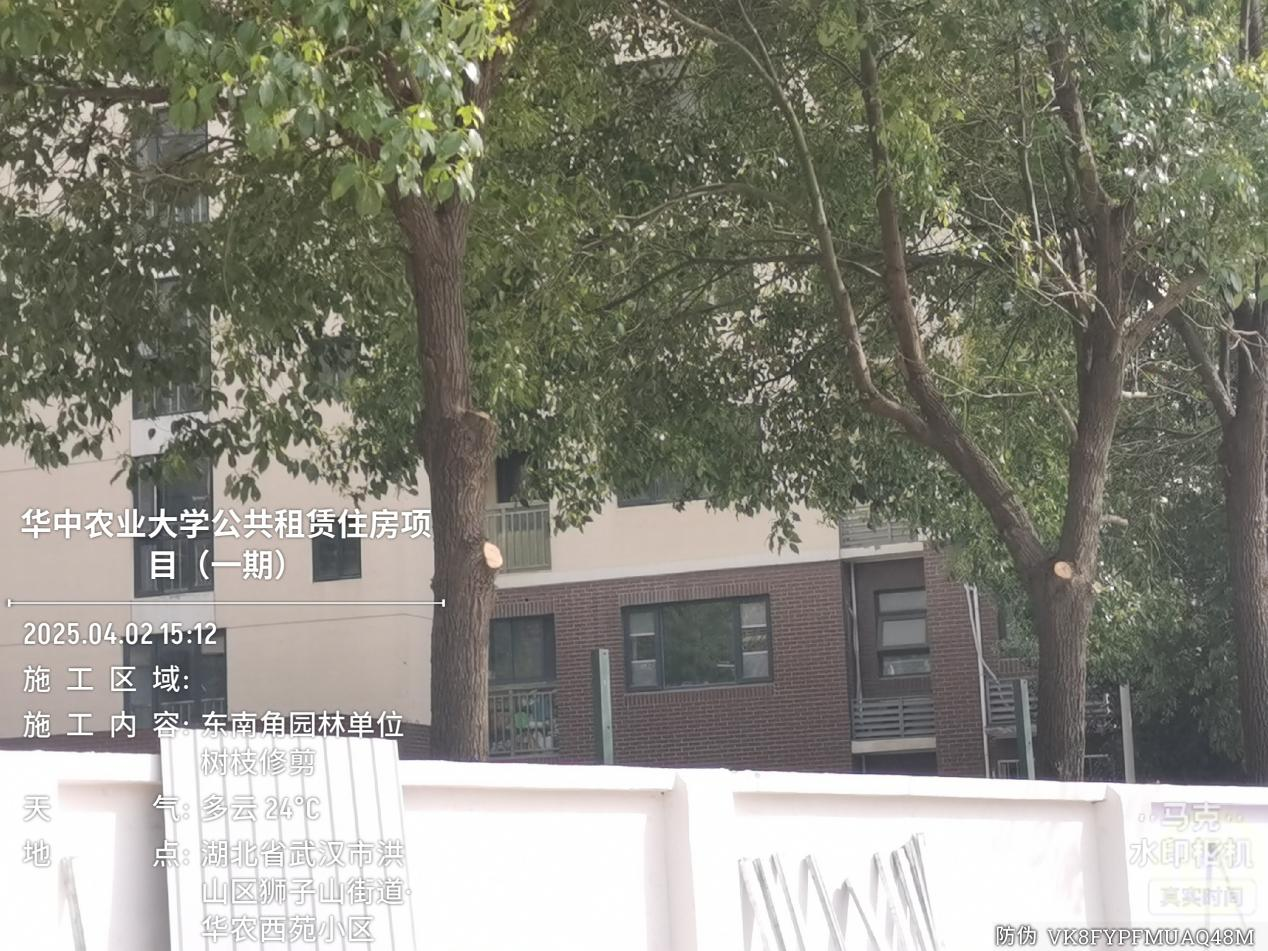 华中农业大学公共租赁住房项
目（一期）
2025.04.02 15:12
施工区域:
施工内容: 东南角园林单位
树枝修剪
天气: 多云 24℃
地点: 湖北省武汉市洪
山区狮子山街道·
华农西苑小区
马克
水印相机
真实时间
防伪 VK8FYPFMUAQ48M